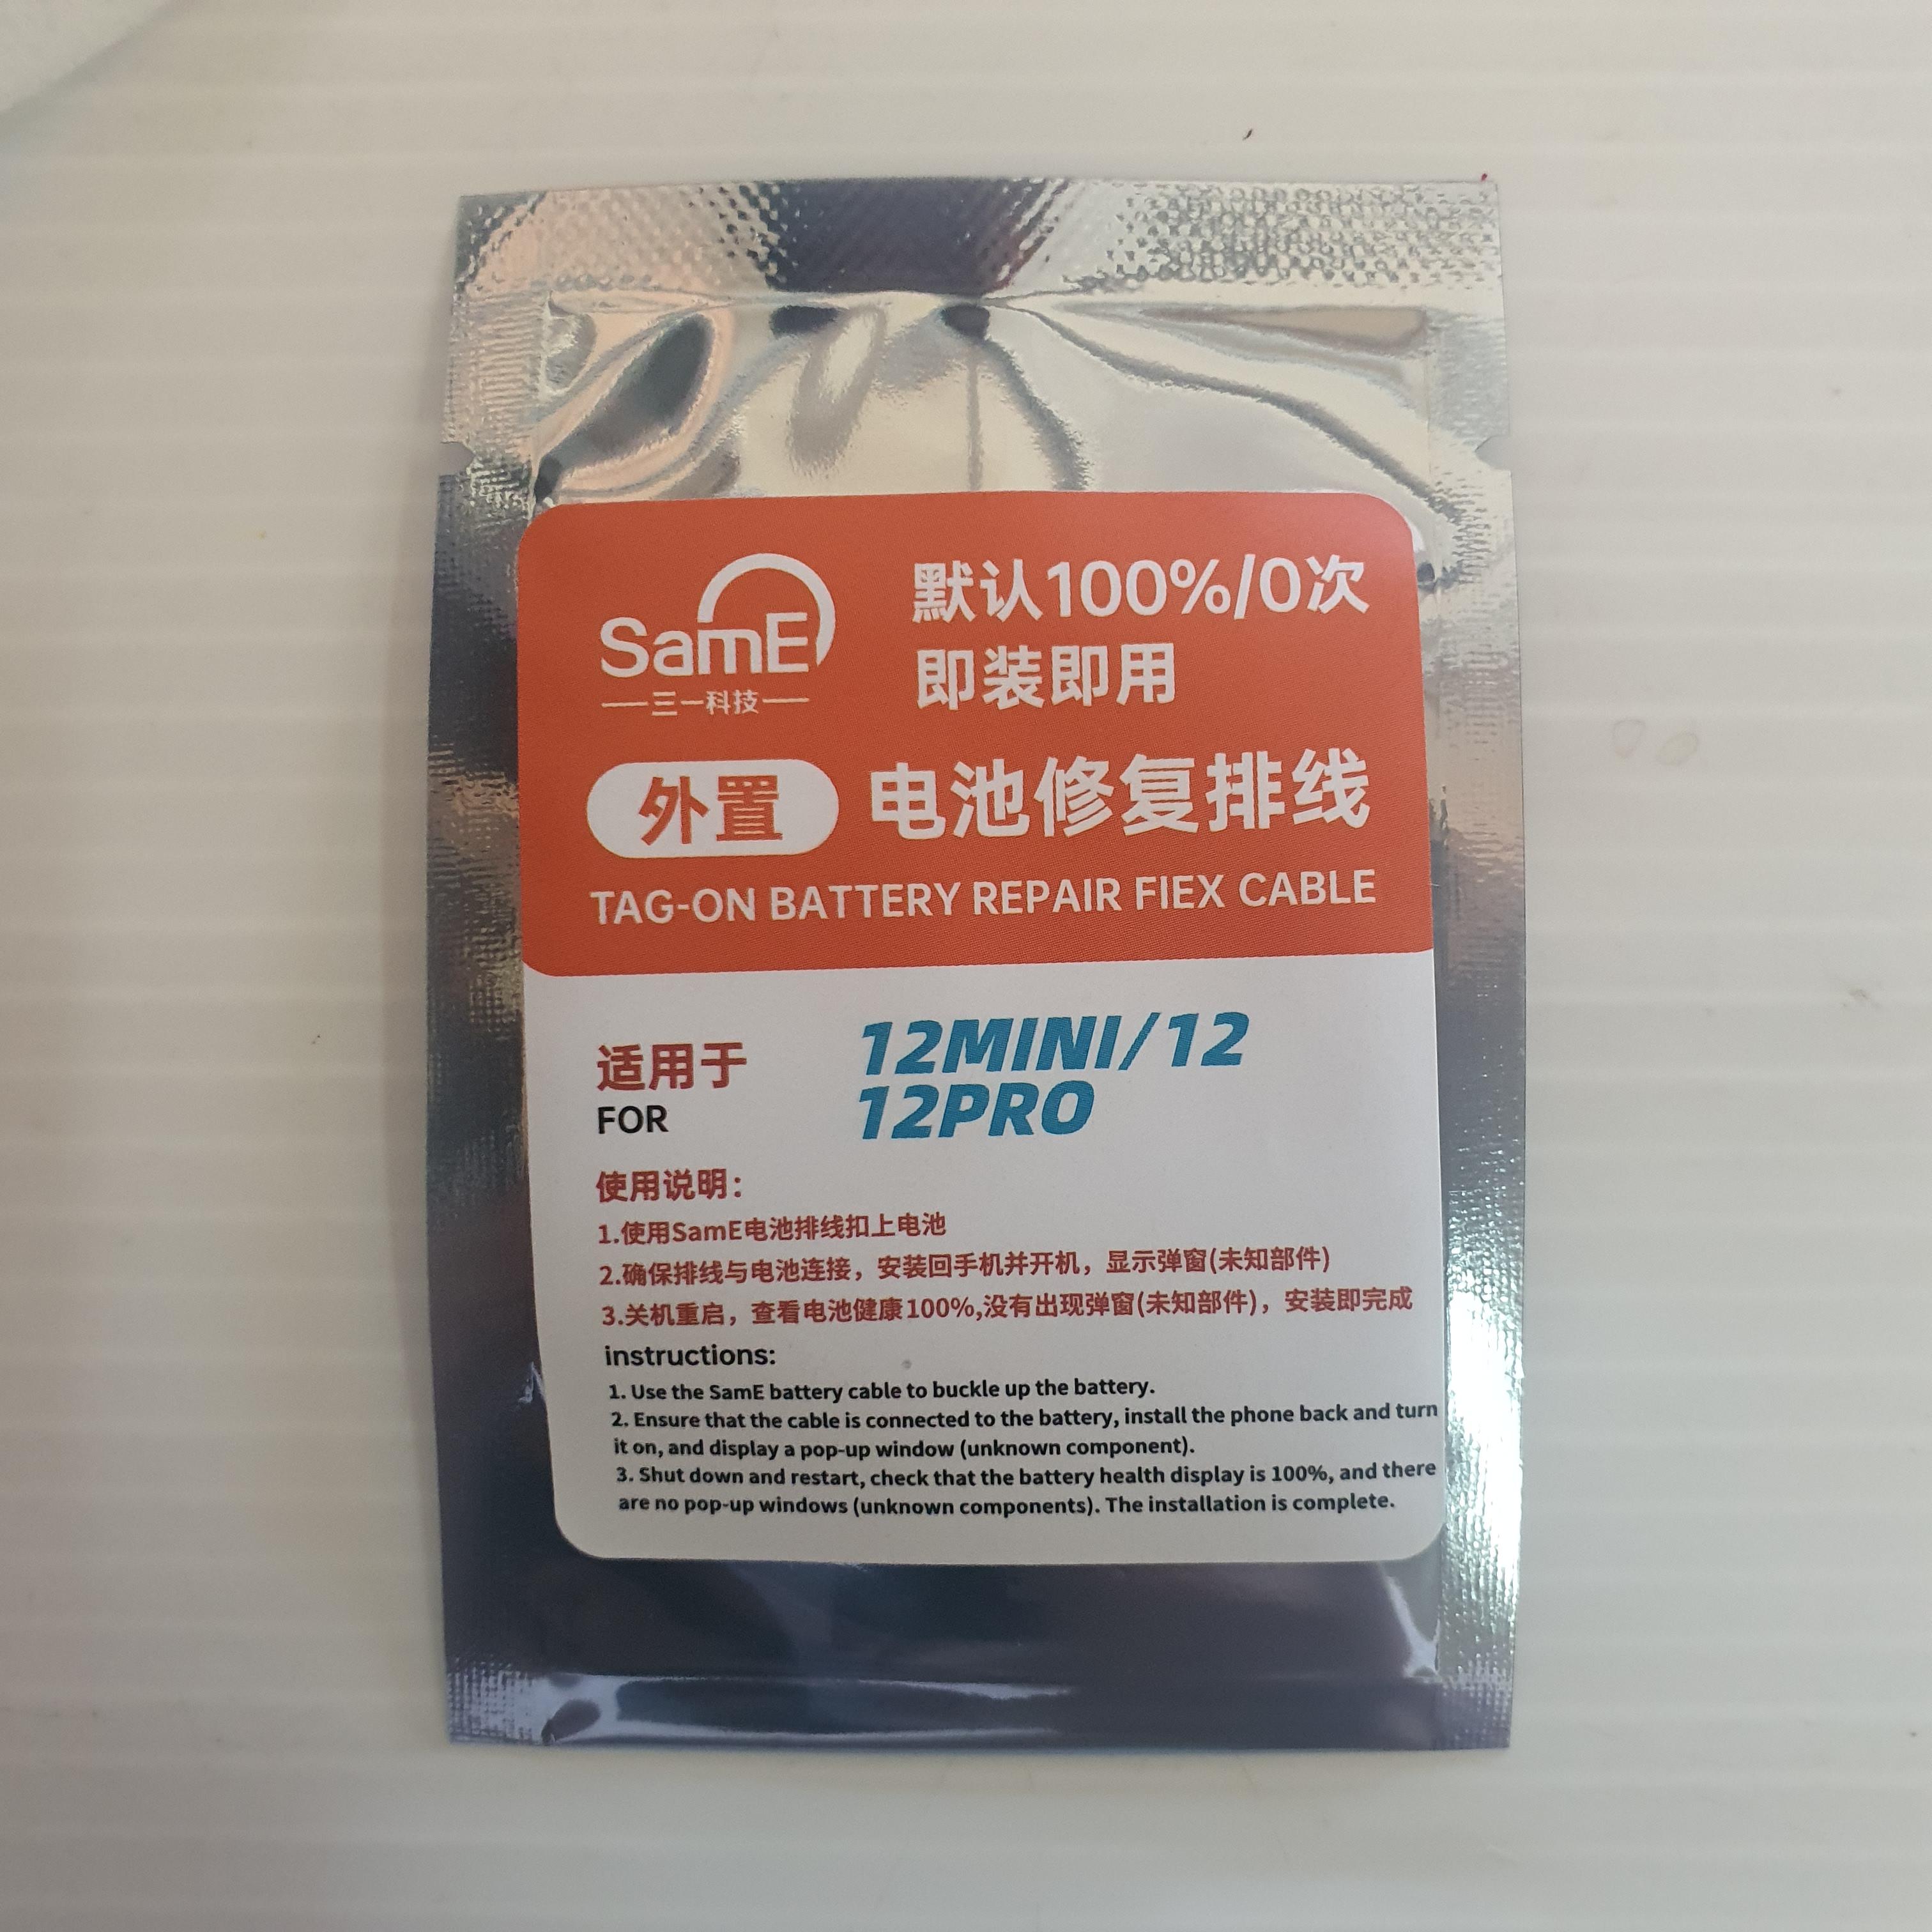 SamE
三一科技
默认100%/0次
即装即用
外置 电池修复排线
TAG-ON BATTERY REPAIR FIEX CABLE
适用于
FOR
12MINI/12
12PRO
使用说明：
1.使用SamE电池排线扣上电池
2.确保排线与电池连接，安装回手机并开机，显示弹窗(未知部件)
3.关机重启，查看电池健康100%,没有出现弹窗(未知部件)，安装即完成
instructions:
1. Use the SamE battery cable to buckle up the battery.
2. Ensure that the cable is connected to the battery, install the phone back and turn
it on, and display a pop-up window (unknown component).
3. Shut down and restart, check that the battery health display is 100%, and there
are no pop-up windows (unknown components). The installation is complete.